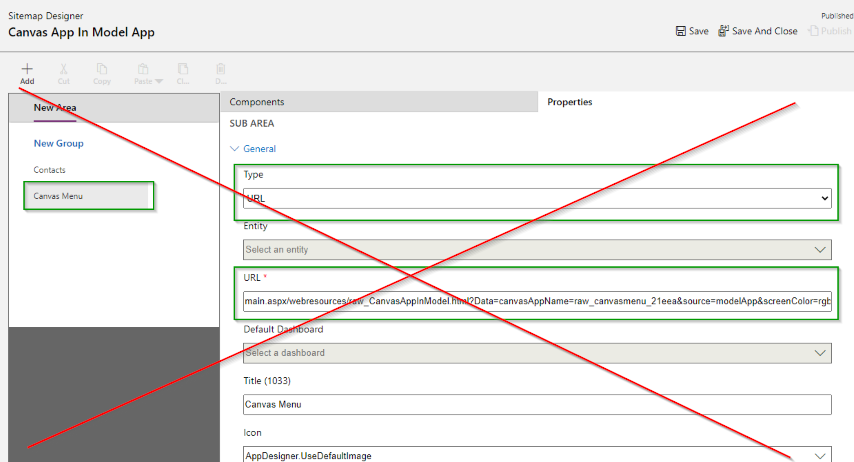 Sitemap Designer
Published
Canvas App In Model App
Save
Save And Close
Publish
Add
Cut
Copy
Paste
Cl...
D...
New Area
Components
Properties
SUB AREA
New Group
General
Contacts
Type
Canvas Menu
URL
Entity
Select an entity
URL *
main.aspx/webresources/raw_CanvasAppInModel.html?Data=canvasAppName=raw_canvasmenu_21eea&source=modelApp&screenColor=rgb
Default Dashboard
Select a dashboard
Title (1033)
Canvas Menu
Icon
AppDesigner.UseDefaultImage